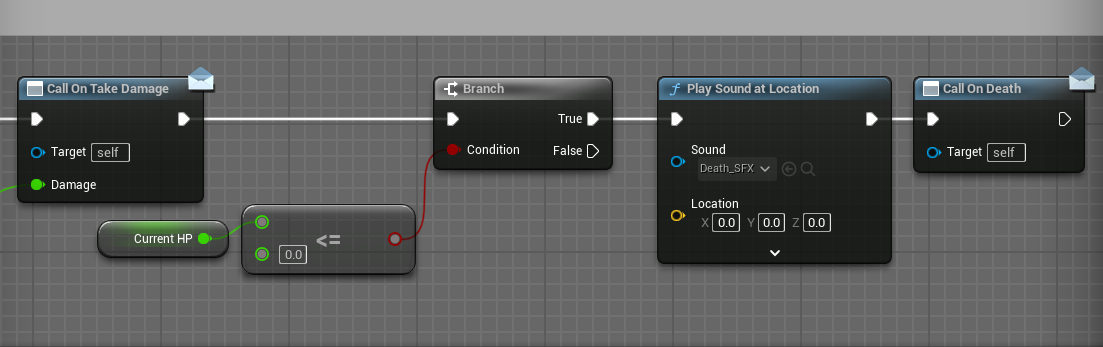 Call On Take Damage
Target self
Damage
Current HP
0.0 <=
Branch
True
Condition False
Play Sound at Location
Sound
Death_SFX
Location
X 0.0 Y 0.0 Z 0.0
Call On Death
Target self